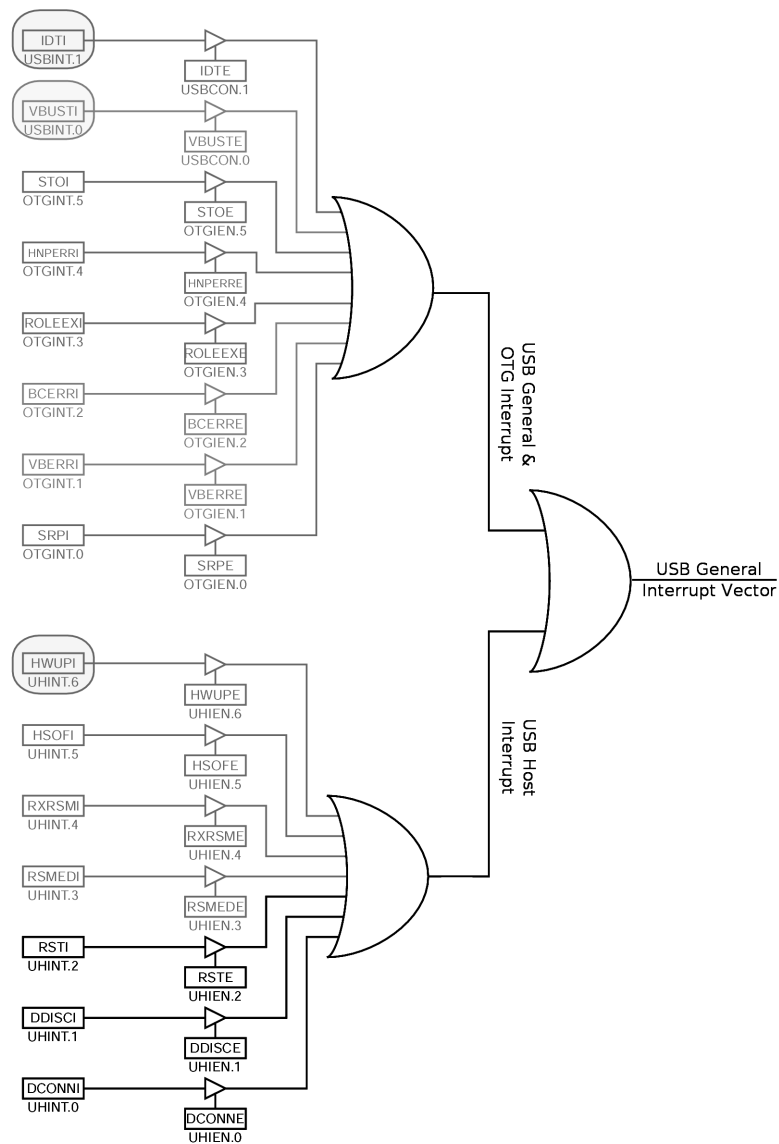 IDTI
USBINT.1
IDTE
USBCON.1
VBUSTI
USBINT.0
VBUSTE
USBCON.0
STOI
OTGINT.5
STOE
OTGIEN.5
HNPERRI
OTGINT.4
HNPERRE
OTGIEN.4
ROLEEXI
OTGINT.3
ROLEEXE
OTGIEN.3
BCERRI
OTGINT.2
BCERRE
OTGIEN.2
VBERRI
OTGINT.1
VBERRE
OTGIEN.1
SRPI
OTGINT.0
SRPE
OTGIEN.0
USB General &
OTG Interrupt
USB General
Interrupt Vector
HWUPI
UHINT.6
HWUPE
UHIEN.6
HSOFI
UHINT.5
HSOFE
UHIEN.5
RXRSMI
UHINT.4
RXRSME
UHIEN.4
RSMEDI
UHINT.3
RSMEDE
UHIEN.3
RSTI
UHINT.2
RSTE
UHIEN.2
DDISCI
UHINT.1
DDISCE
UHIEN.1
DCONNI
UHINT.0
DCONNE
UHIEN.0
USB Host
Interrupt